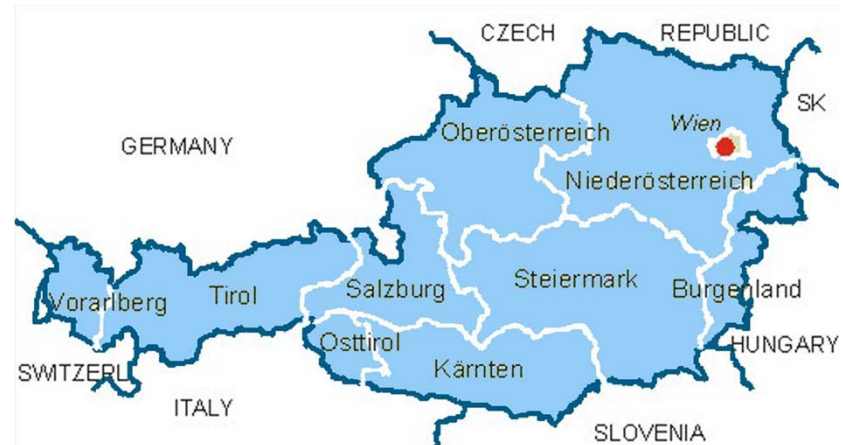 CZECH REPUBLIC
SK
Wien
Oberösterreich
GERMANY
Niederösterreich
Steiermark
Salzburg
Burgenland
Tirol
Vorarlberg
Osttirol
HUNGARY
Kärnten
SWITZERL
ITALY
SLOVENIA